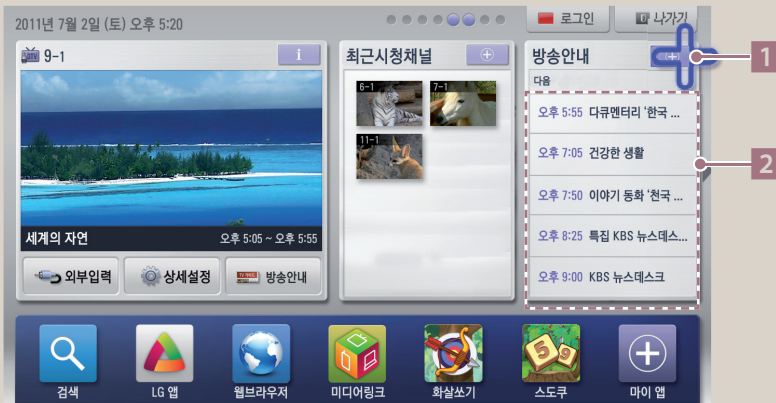 2011년 7월 2일 (토) 오후 5:20
로그인
나가기
DTV 9-1
i
최근시청채널
방송안내
1
다음
6-1
7-1
11-1
오후 5:55 다큐멘터리 '한국 ...
오후 7:05 건강한 생활
2
오후 7:50 이야기 동화 '천국 ...
오후 8:25 특집 KBS 뉴스데스...
오후 9:00 KBS 뉴스데스크
세계의 자연 오후 5:05 ~ 오후 5:55
외부입력
상세설정
방송안내
검색
LG 앱
웹브라우저
미디어링크
화살쏘기
5 9
스도쿠
마이 앱